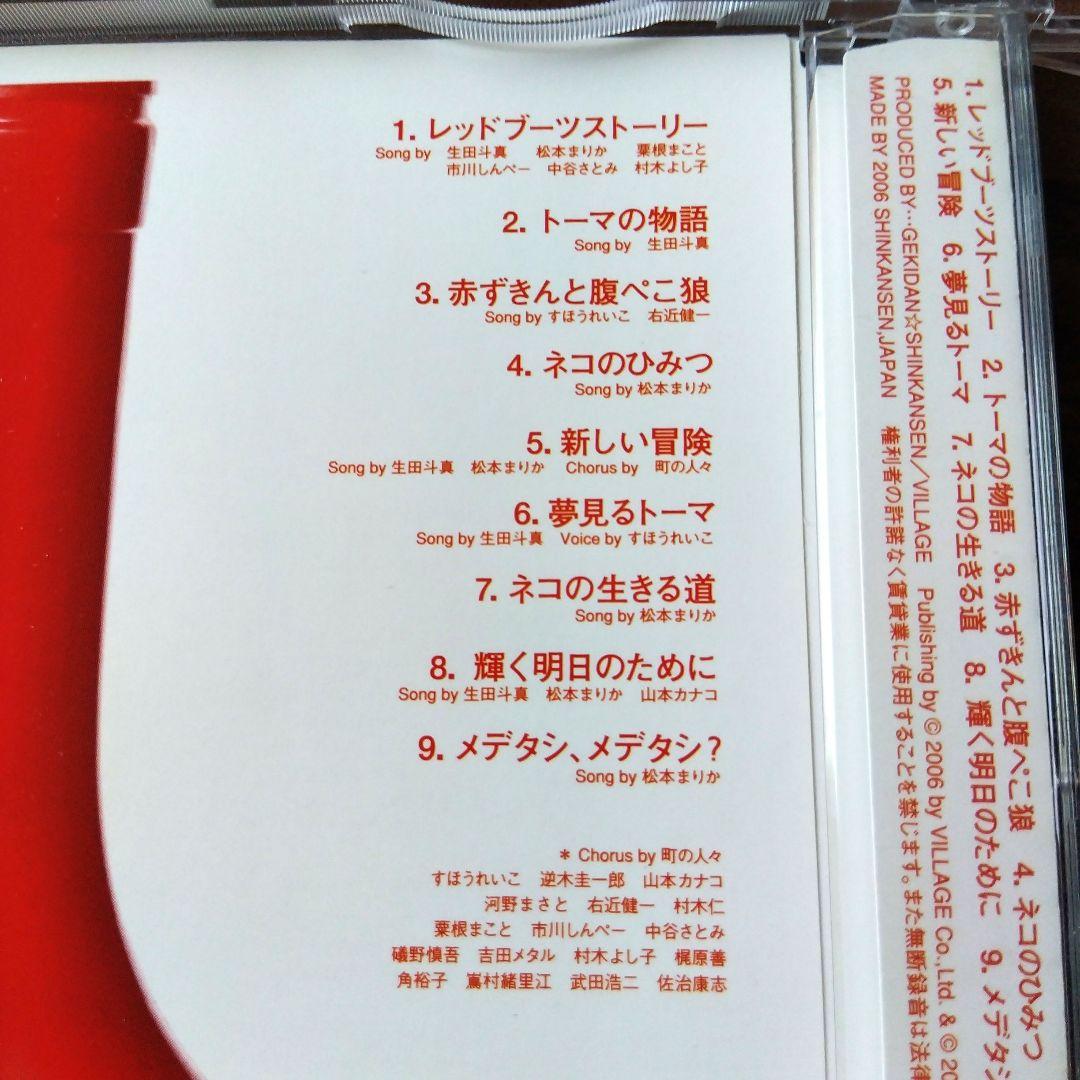 1. レッドブーツストーリー
Song by 生田斗真 松本まりか 粟根まこと
市川しんぺー 中谷さとみ 村木よし子
2. トーマの物語
Song by 生田斗真
3. 赤ずきんと腹ぺこ狼
Song by すほうれいこ 右近健一
4. ネコのひみつ
Song by 松本まりか
5. 新しい冒険
Song by 生田斗真 松本まりか Chorus by 町の人々
6. 夢見るトーマ
Song by 生田斗真 Voice by すほうれいこ
7. ネコの生きる道
Song by 松本まりか
8. 輝く明日のために
Song by 生田斗真 松本まりか 山本カナコ
9. メデタシ、メデタシ?
Song by 松本まりか
* Chorus by 町の人々
すほうれいこ 逆木圭一郎 山本カナコ
河野まさと 右近健一 村木仁
粟根まこと 市川しんぺー 中谷さとみ
礒野慎吾 吉田メタル 村木よし子 梶原善
角裕子 嶌村緒里江 武田浩二 佐治康志
1. レッドブーツストーリー 2. トーマの物語 3. 赤ずきんと腹ぺこ狼 4. ネコのひみつ
5. 新しい冒険 6. 夢見るトーマ 7. ネコの生きる道 8. 輝く明日のために 9. メデタシ
PRODUCED BY…GEKIDAN☆SHINKANSEN/VILLAGE Publishing by © 2006 by VILLAGE Co.,Ltd. & © 20
MADE BY 2006 SHINKANSEN,JAPAN 権利者の許諾なく賃貸業に使用することを禁じます。また無断録音は法律